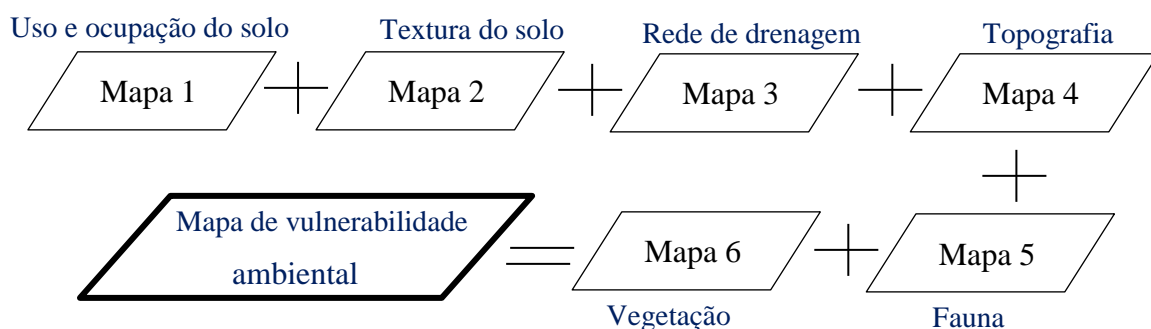 Uso e ocupação do solo
Textura do solo
Rede de drenagem
Topografia
Mapa 1
Mapa 2
Mapa 3
Mapa 4
Mapa de vulnerabilidade
ambiental
Mapa 6
Mapa 5
Vegetação
Fauna